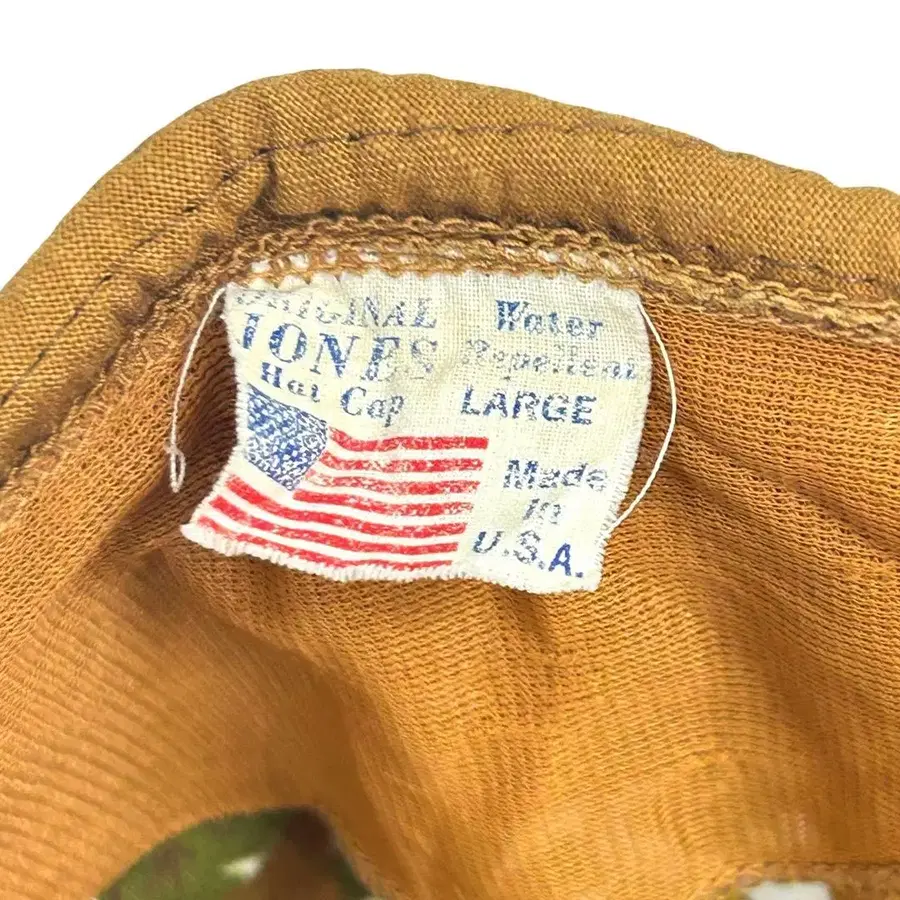 ORIGINAL
JONES
Hat Cap
Water
Repellent
LARGE
Made
in
U.S.A.